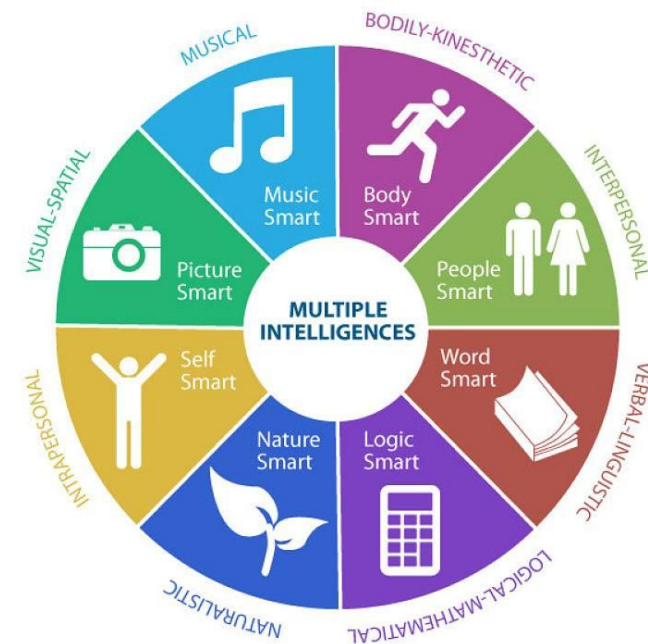 MUSICAL
BODILY-KINESTHETIC
VISUAL-SPATIAL
INTERPERSONAL
Music
Smart
Body
Smart
Picture
Smart
People
Smart
MULTIPLE
INTELLIGENCES
Self
Smart
Word
Smart
Nature
Smart
Logic
Smart
INTRAPERSONAL
VERBAL-LINGUISTIC
NATURALISTIC
LOGICAL-MATHEMATICAL